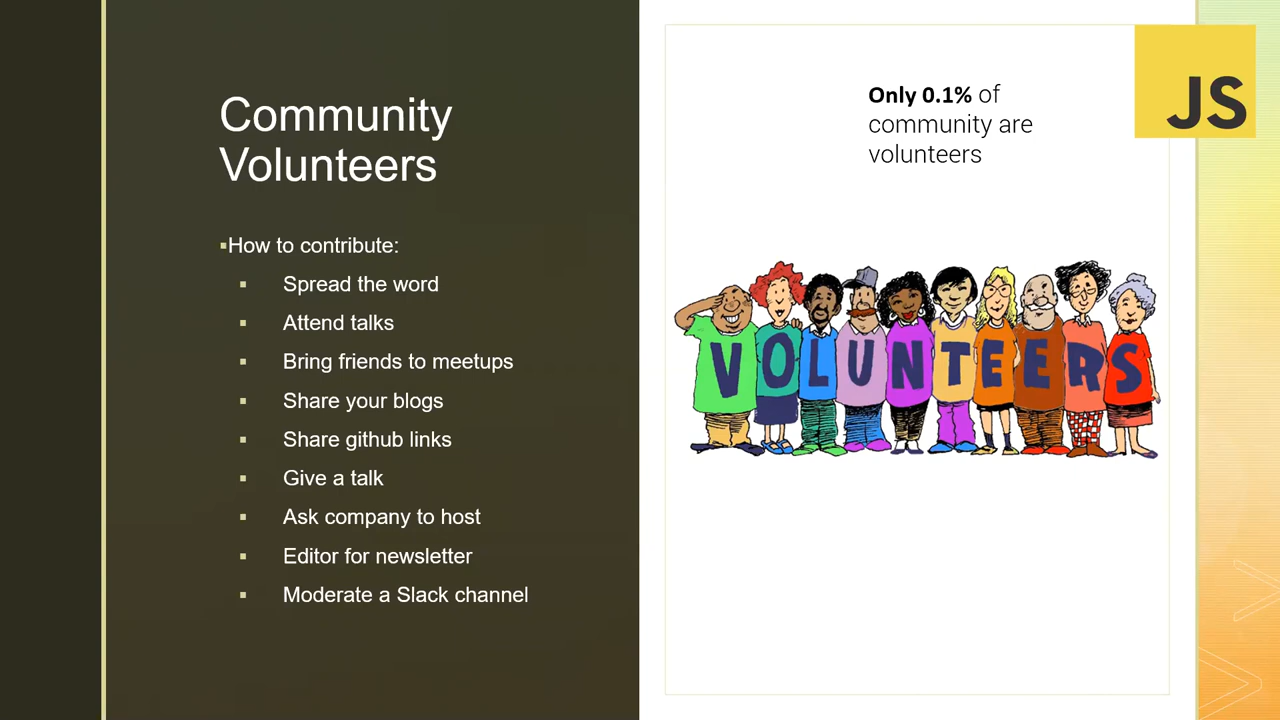 Community
Volunteers
▪How to contribute:
▪ Spread the word
▪ Attend talks
▪ Bring friends to meetups
▪ Share your blogs
▪ Share github links
▪ Give a talk
▪ Ask company to host
▪ Editor for newsletter
▪ Moderate a Slack channel
Only 0.1% of
community are
volunteers
JS
VOLUNTEERS